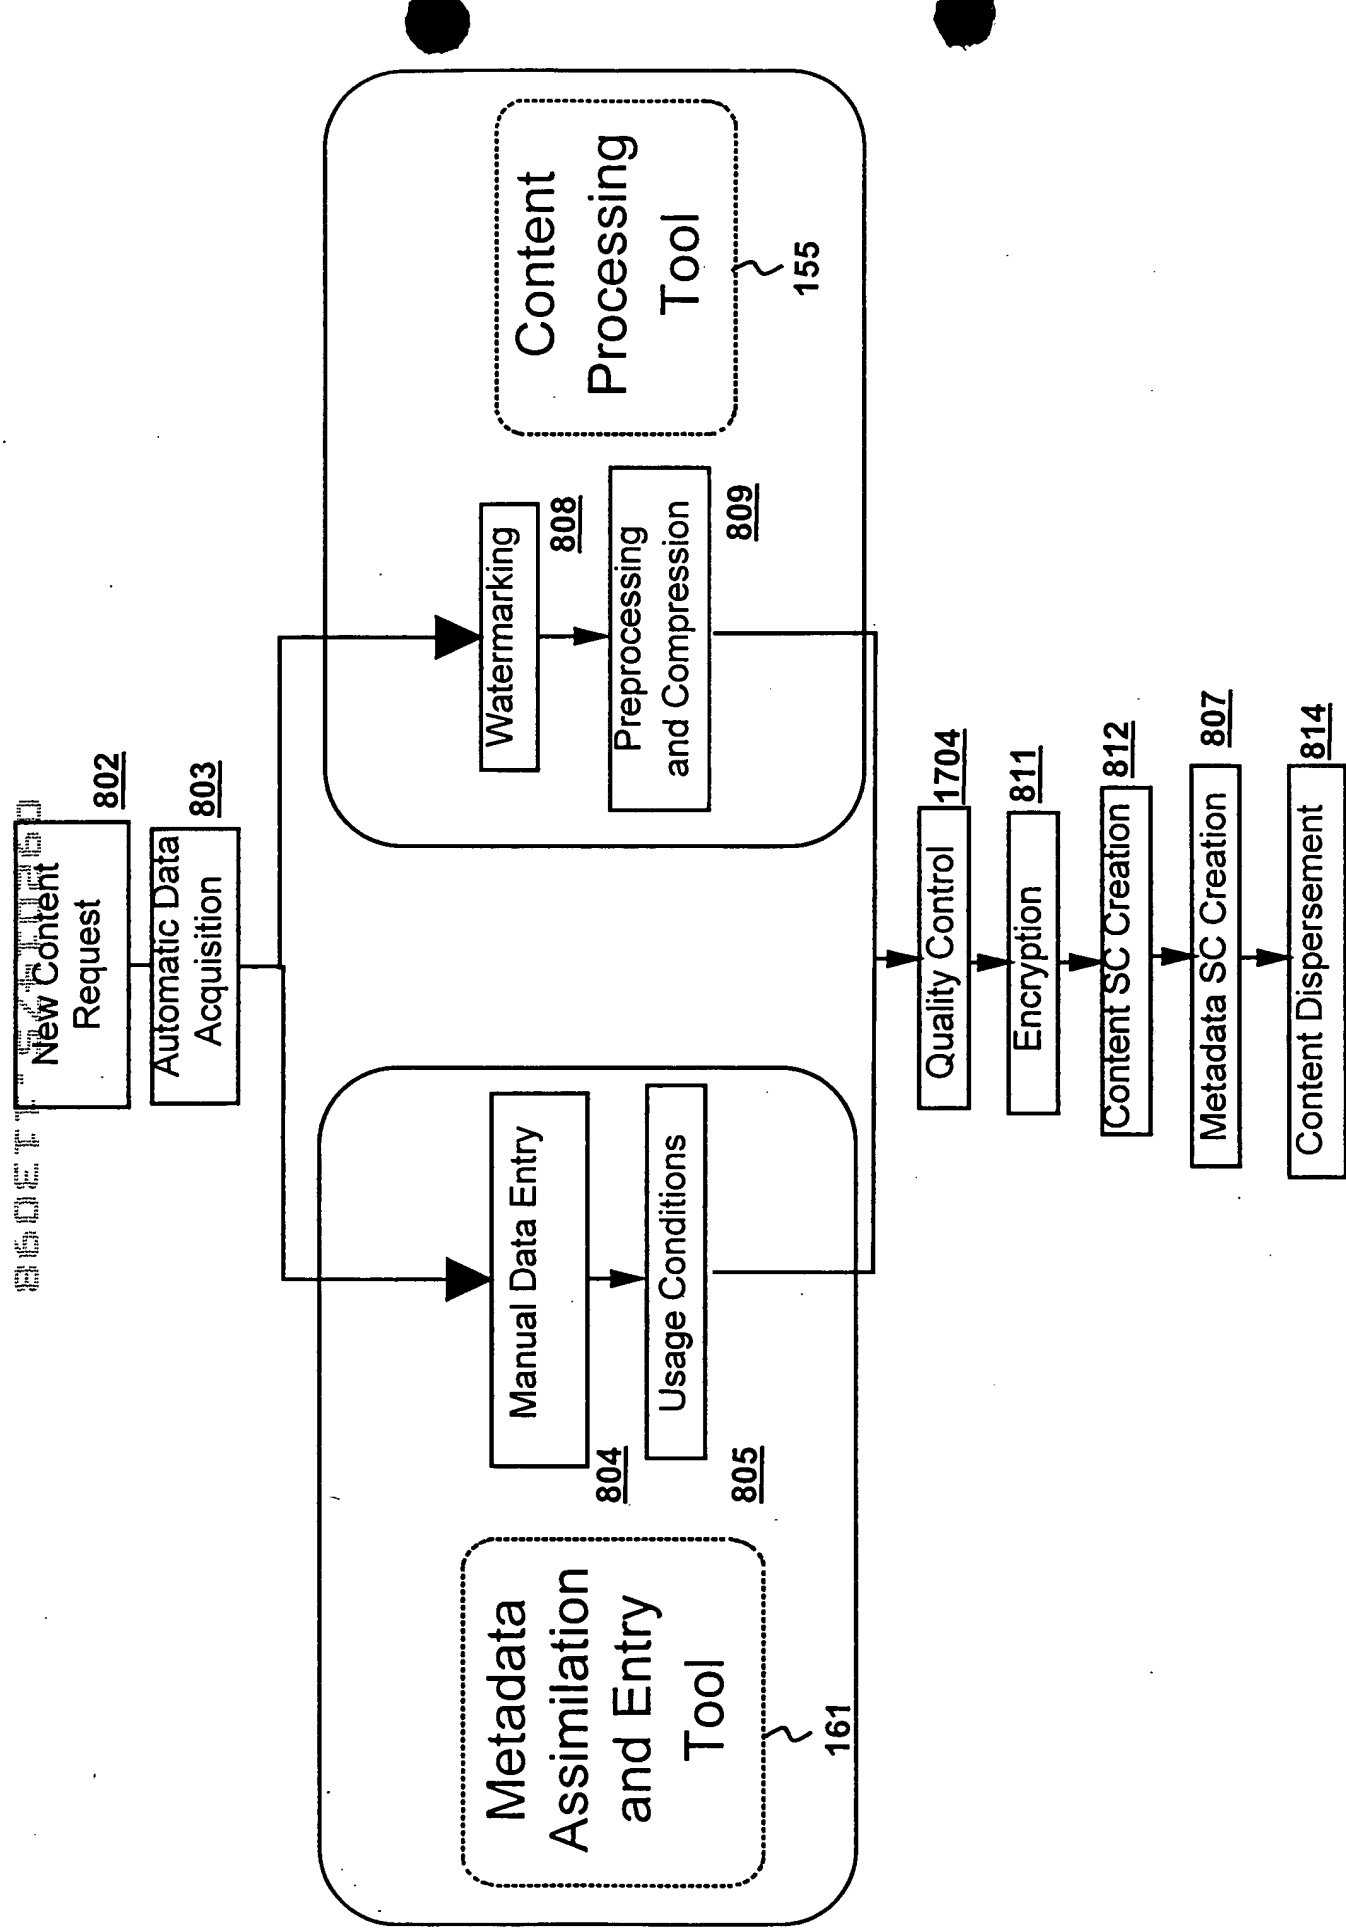 New Content
Request
802
Automatic Data
Acquisition
803
Metadata
Assimilation
and Entry
Tool
161
Manual Data Entry
804
Usage Conditions
805
Watermarking
808
Preprocessing
and Compression
809
Content
Processing
Tool
155
Quality Control
1704
Encryption
811
Content SC Creation
812
Metadata SC Creation
807
Content Dispersement
814